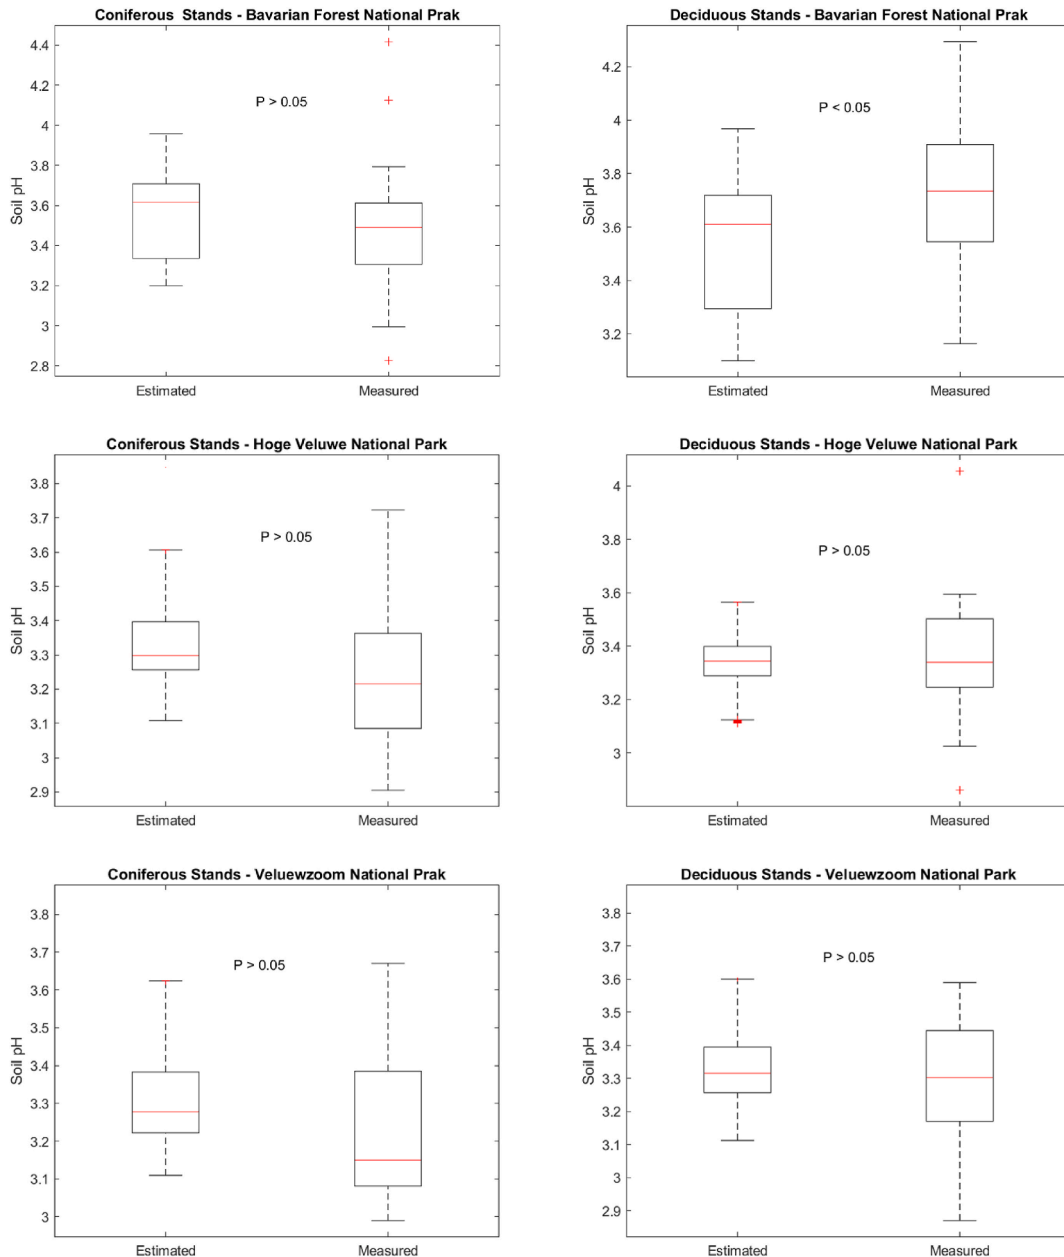 Coniferous  Stands - Bavarian Forest National Prak
4.4
4.2
4
3.8
3.6
3.4
3.2
3
2.8
Soil pH
P > 0.05
Estimated
Measured
Deciduous Stands - Bavarian Forest National Prak
4.2
4
3.8
3.6
3.4
3.2
Soil pH
P < 0.05
Estimated
Measured
Coniferous Stands - Hoge Veluwe National Park
3.8
3.7
3.6
3.5
3.4
3.3
3.2
3.1
3
2.9
Soil pH
P > 0.05
Estimated
Measured
Deciduous Stands - Hoge Veluwe National Park
4
3.8
3.6
3.4
3.2
3
Soil pH
P > 0.05
Estimated
Measured
Coniferous Stands - Veluewzoom National Prak
3.8
3.7
3.6
3.5
3.4
3.3
3.2
3.1
3
Soil pH
P > 0.05
Estimated
Measured
Deciduous Stands - Veluewzoom National Park
3.8
3.7
3.6
3.5
3.4
3.3
3.2
3.1
3
2.9
Soil pH
P > 0.05
Estimated
Measured